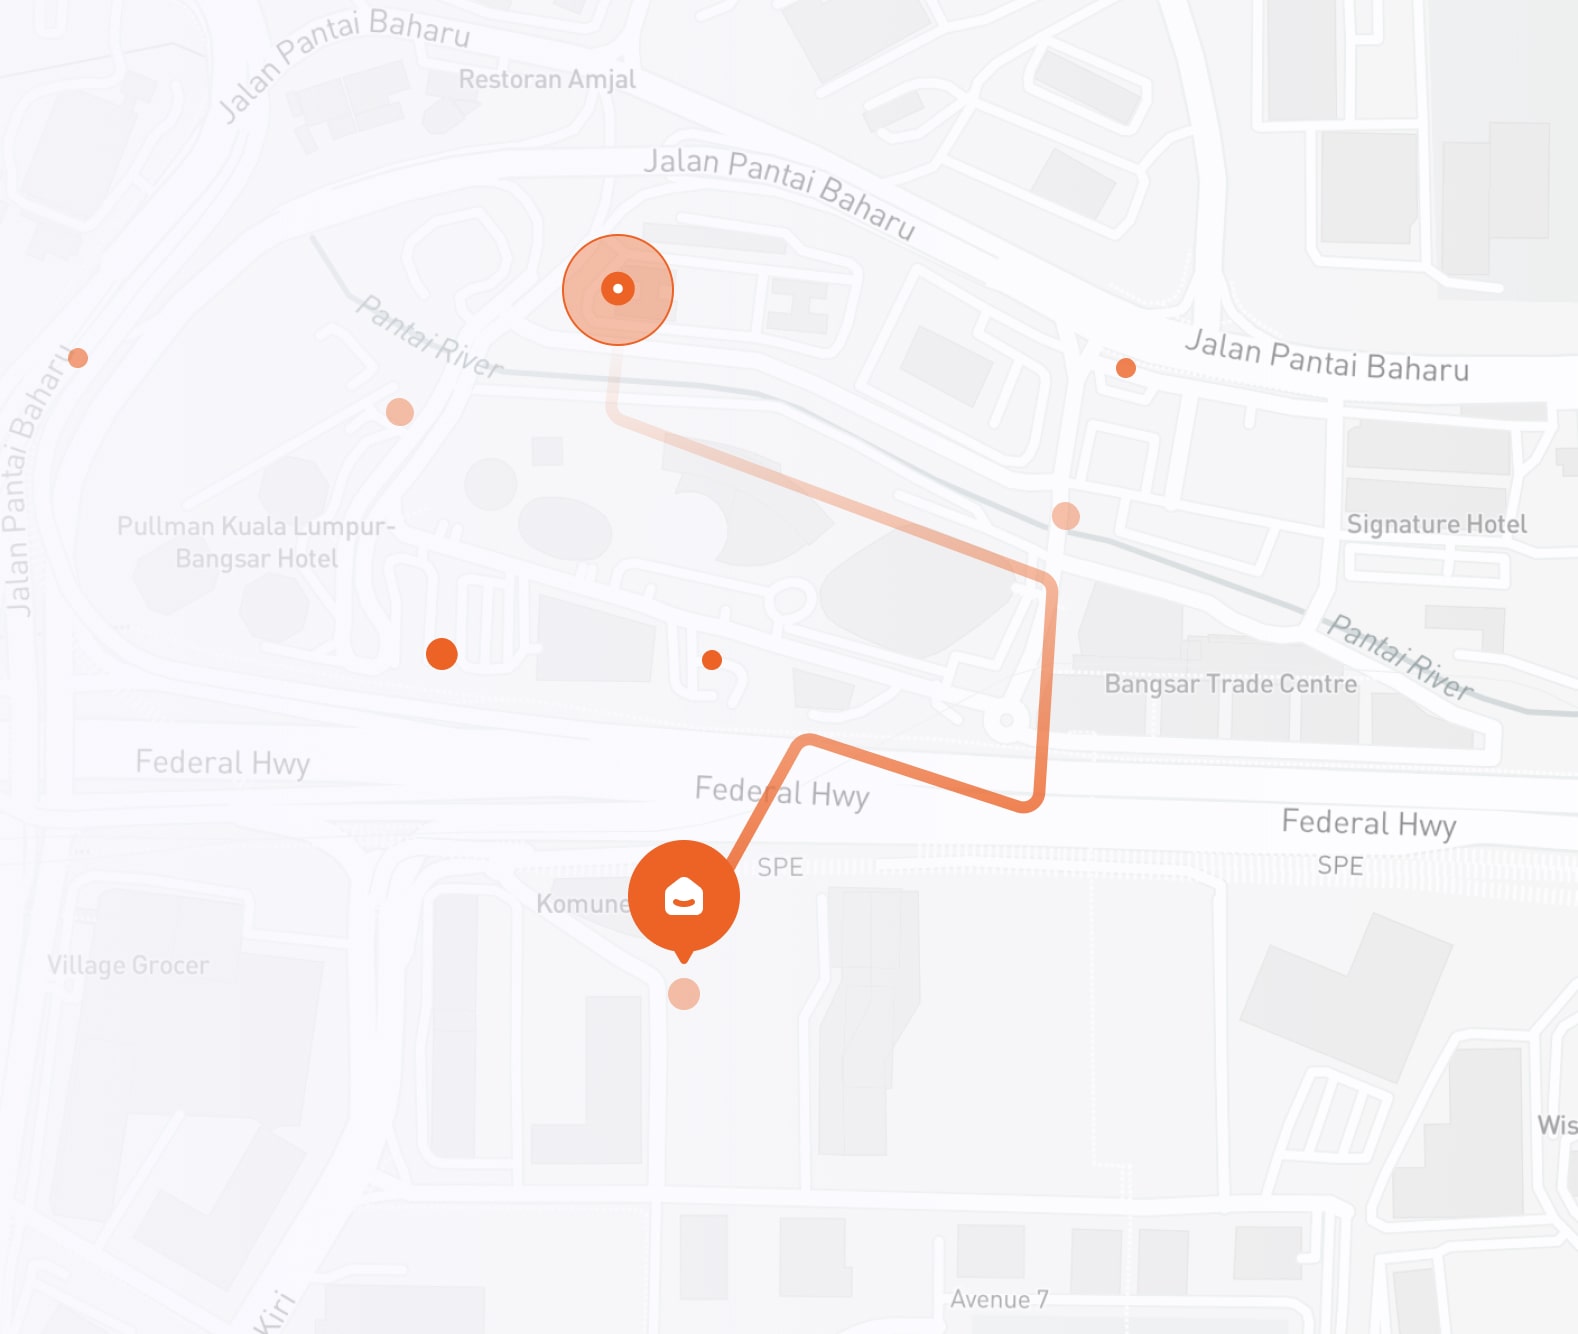 Jalan Pantai Baharu
Restoran Amjal
Jalan Pantai Baharu
Pantai River
Jalan Pantai Baharu
Jalan Pantai Baharu
Pullman Kuala Lumpur-
Bangsar Hotel
Signature Hotel
Pantai River
Bangsar Trade Centre
Federal Hwy
Federal Hwy
Federal Hwy
SPE
SPE
Komune
Village Grocer
Wis
Avenue 7
Kiri